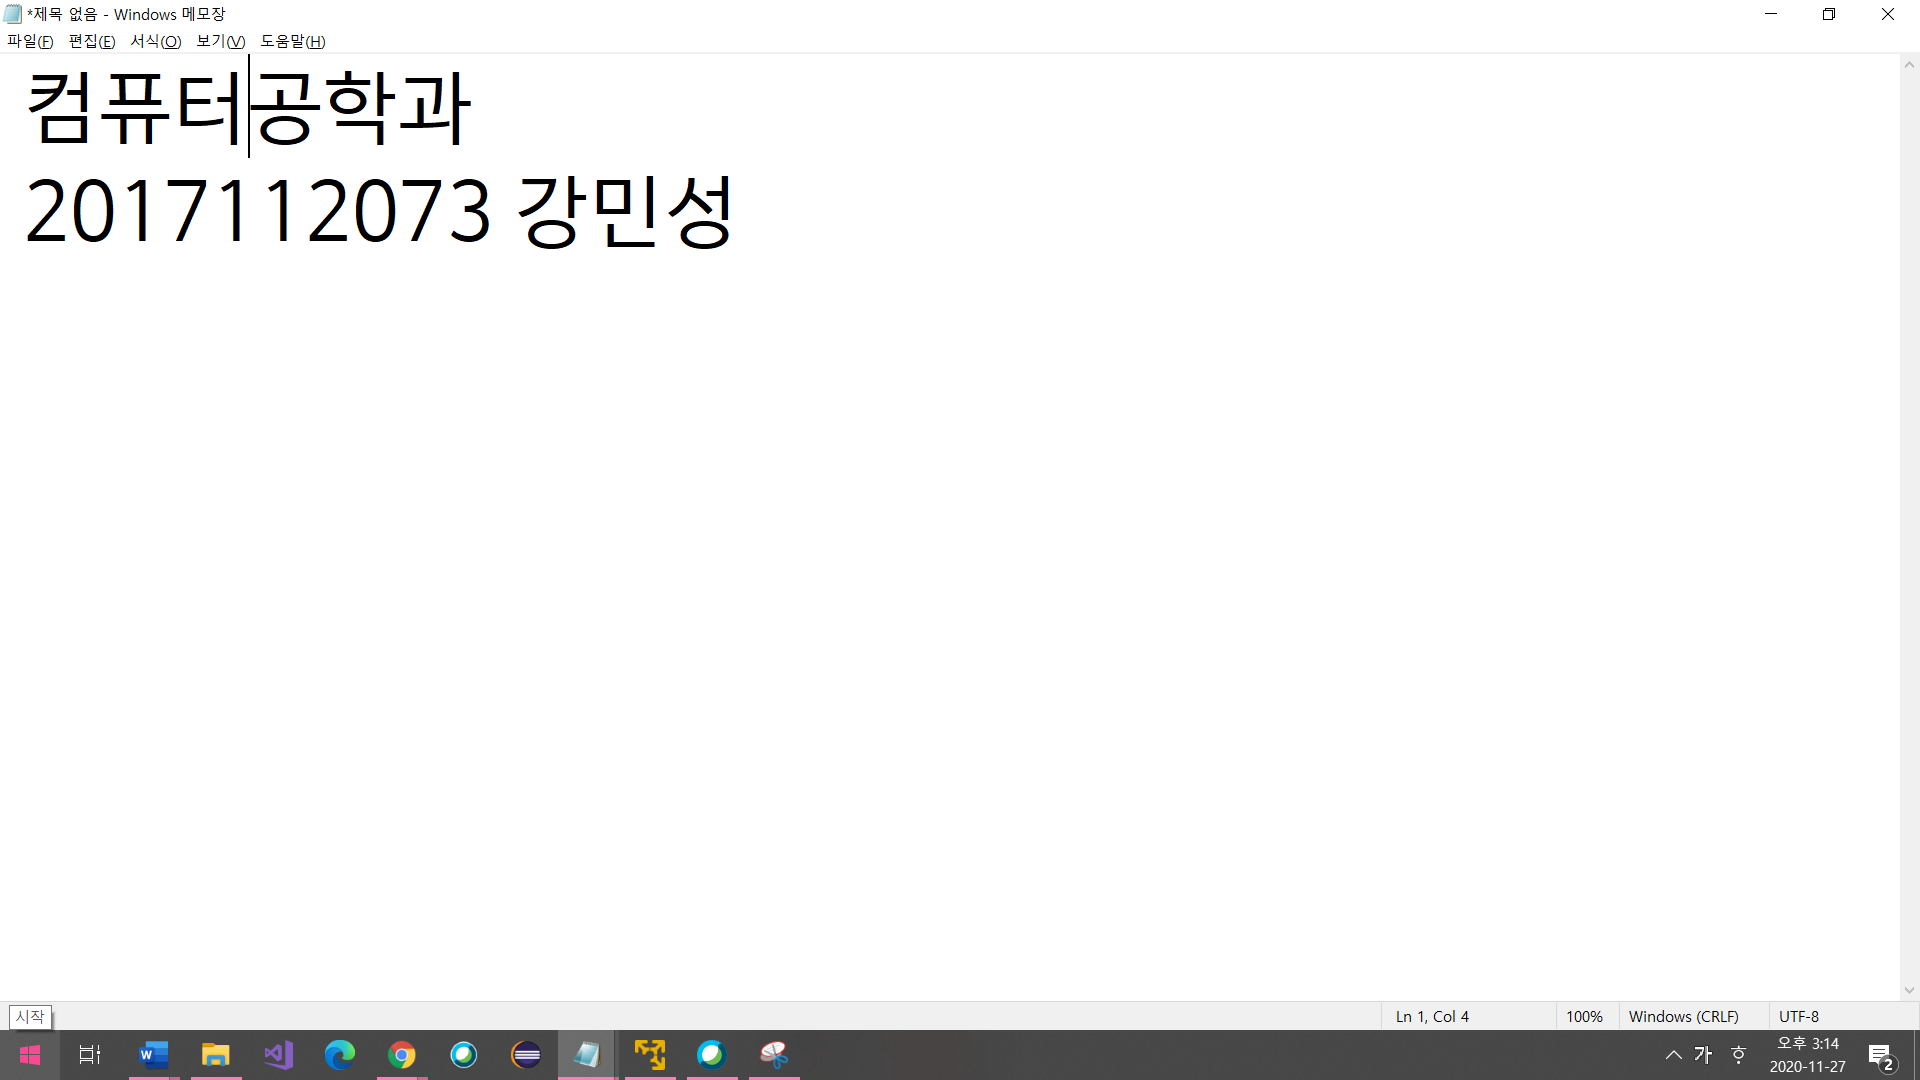 *제목 없음 - Windows 메모장
파일(F) 편집(E) 서식(O) 보기(V) 도움말(H)
컴퓨터공학과
2017112073 강민성
시작
Ln 1, Col 4 100% Windows (CRLF) UTF-8
가 오후 3:14
2020-11-27 2